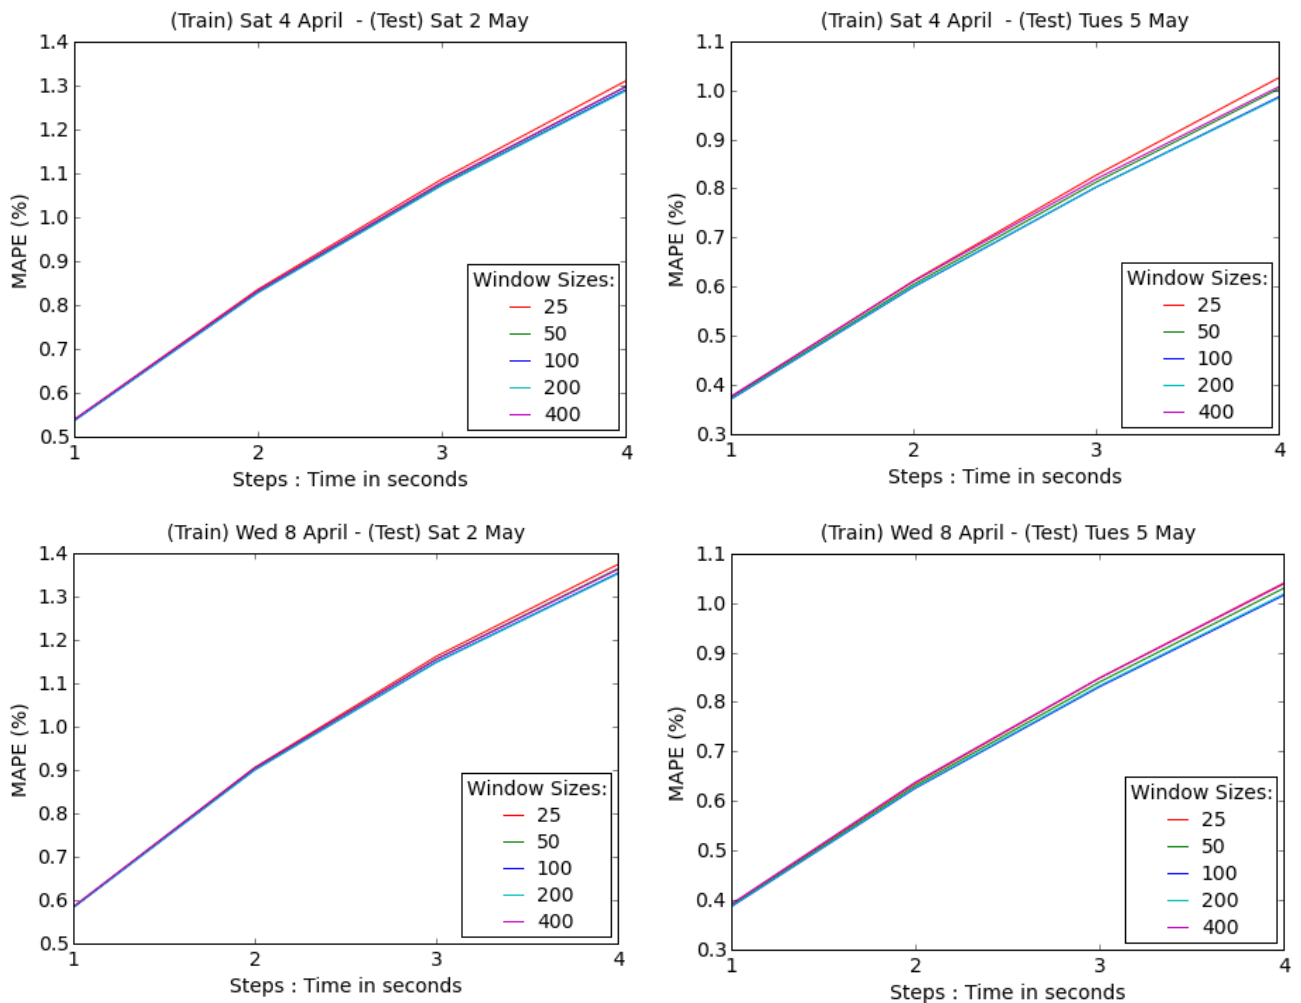 (Train) Sat 4 April  - (Test) Sat 2 May
1.4
1.3
1.2
1.1
1.0
0.9
0.8
0.7
0.6
0.5
MAPE (%)
1 2 3 4
Steps : Time in seconds
Window Sizes:
25
50
100
200
400
(Train) Sat 4 April  - (Test) Tues 5 May
1.1
1.0
0.9
0.8
0.7
0.6
0.5
0.4
0.3
MAPE (%)
1 2 3 4
Steps : Time in seconds
Window Sizes:
25
50
100
200
400
(Train) Wed 8 April - (Test) Sat 2 May
1.4
1.3
1.2
1.1
1.0
0.9
0.8
0.7
0.6
0.5
MAPE (%)
1 2 3 4
Steps : Time in seconds
Window Sizes:
25
50
100
200
400
(Train) Wed 8 April - (Test) Tues 5 May
1.1
1.0
0.9
0.8
0.7
0.6
0.5
0.4
0.3
MAPE (%)
1 2 3 4
Steps : Time in seconds
Window Sizes:
25
50
100
200
400